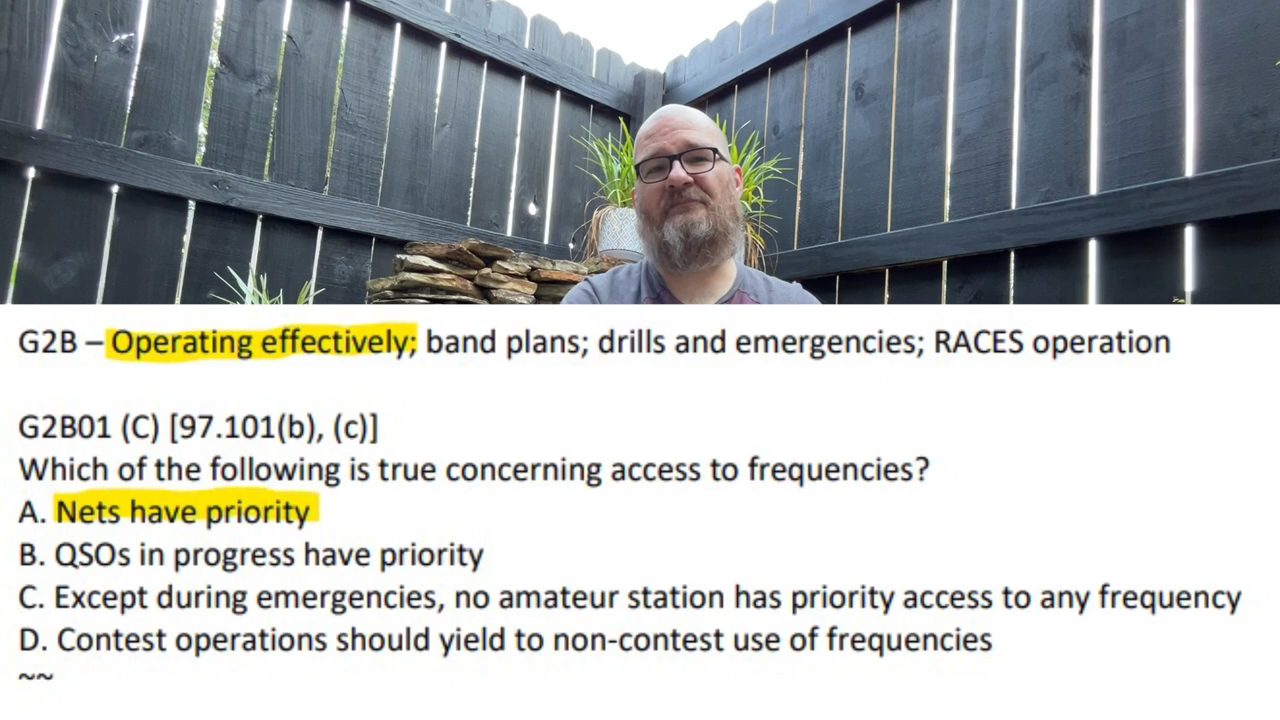 G2B – Operating effectively; band plans; drills and emergencies; RACES operation
G2B01 (C) [97.101(b), (c)]
Which of the following is true concerning access to frequencies?
A. Nets have priority
B. QSOs in progress have priority
C. Except during emergencies, no amateur station has priority access to any frequency
D. Contest operations should yield to non-contest use of frequencies
~~